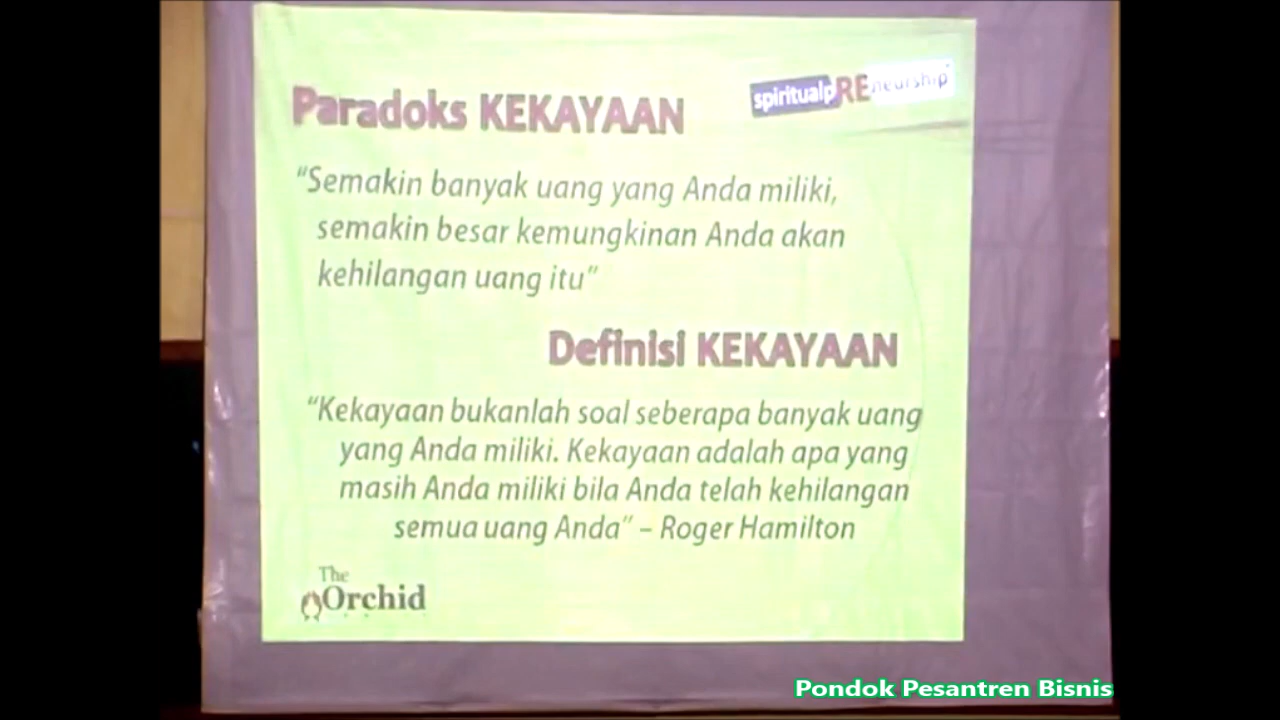 Paradoks KEKAYAAN
spiritualpREneurship
“Semakin banyak uang yang Anda miliki,
semakin besar kemungkinan Anda akan
kehilangan uang itu”
Definisi KEKAYAAN
“Kekayaan bukanlah soal seberapa banyak uang
yang Anda miliki. Kekayaan adalah apa yang
masih Anda miliki bila Anda telah kehilangan
semua uang Anda” – Roger Hamilton
The
Orchid
Pondok Pesantren Bisnis